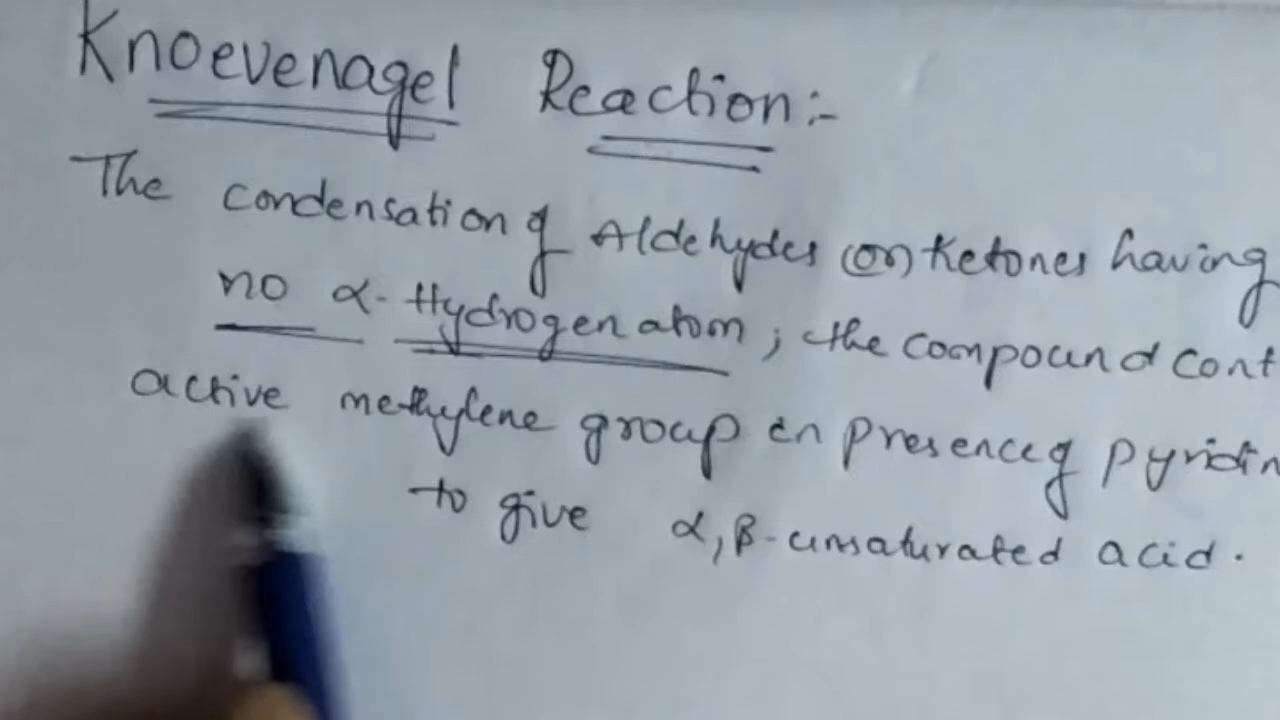 Knoevenagel Reaction:-
The condensation of Aldehydes (or) Ketones having
no α-Hydrogen atom; the compound cont
active methylene group in presence of pyridin
to give α,β-unsaturated acid.